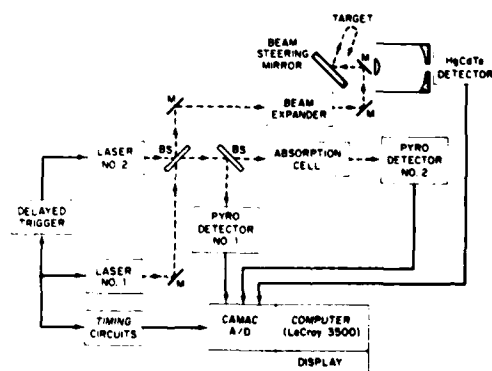 TARGET
BEAM
STEERING
MIRROR
M
HgCdTe
DETECTOR
M
BEAM
EXPANDER
M
LASER
NO. 2
BS
BS
ABSORPTION
CELL
PYRO
DETECTOR
NO. 2
DELAYED
TRIGGER
PYRO
DETECTOR
NO. 1
LASER
NO. 1
M
TIMING
CIRCUITS
CAMAC
A/D
COMPUTER
(LeCroy 3500)
DISPLAY